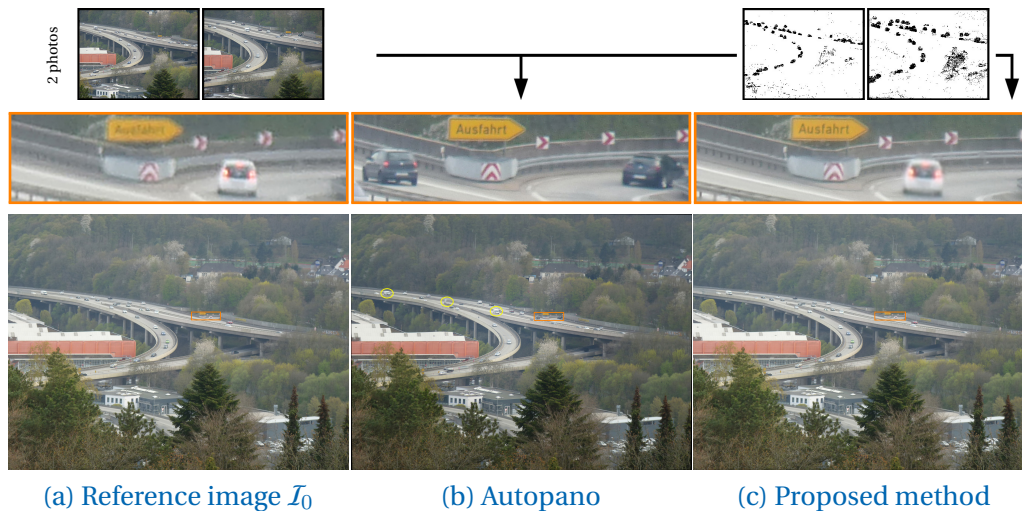 2 photos
Ausfahrt
Ausfahrt
Ausfahrt
(a) Reference image I₀
(b) Autopano
(c) Proposed method